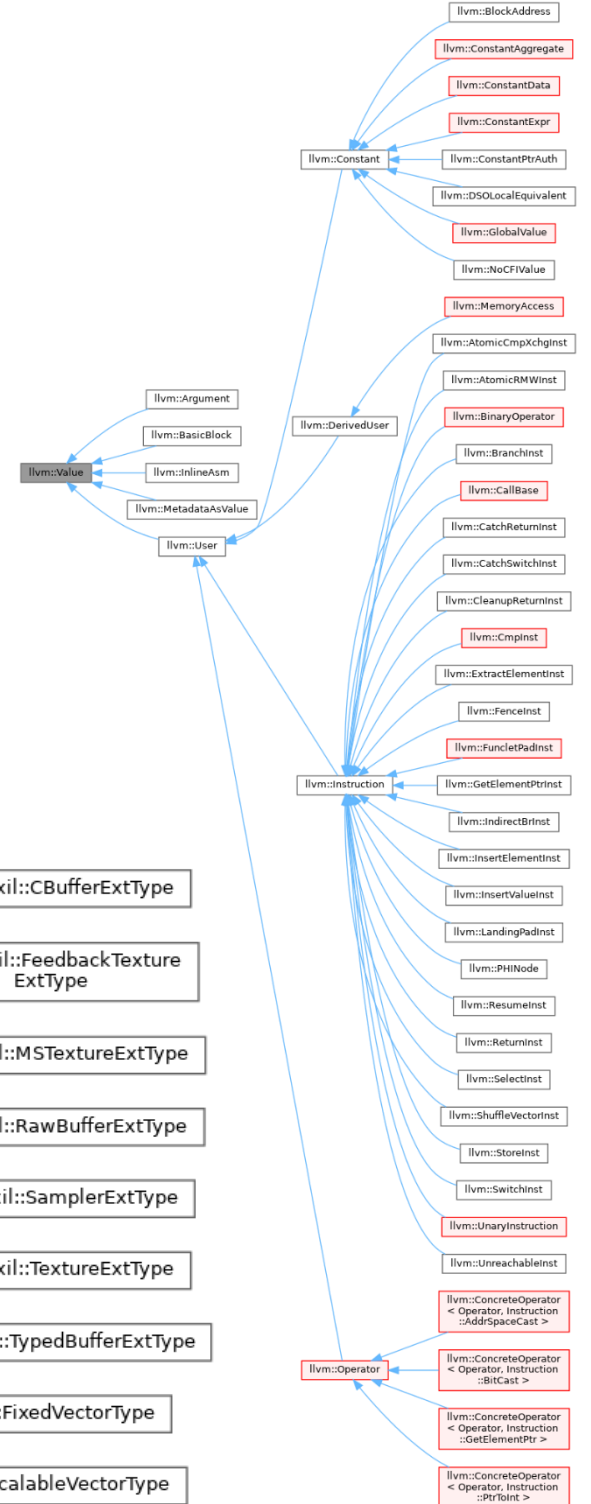 llvm::BlockAddress
llvm::ConstantAggregate
llvm::ConstantData
llvm::ConstantExpr
llvm::Constant
llvm::ConstantPtrAuth
llvm::DSOLocalEquivalent
llvm::GlobalValue
llvm::NoCFIValue
llvm::MemoryAccess
llvm::AtomicCmpXchgInst
llvm::AtomicRMWInst
llvm::Argument
llvm::BinaryOperator
llvm::DerivedUser
llvm::BasicBlock
llvm::BranchInst
llvm::Value
llvm::InlineAsm
llvm::CallBase
llvm::MetadataAsValue
llvm::CatchReturnInst
llvm::User
llvm::CatchSwitchInst
llvm::CleanupReturnInst
llvm::CmpInst
llvm::ExtractElementInst
llvm::FenceInst
llvm::FuncletPadInst
llvm::Instruction
llvm::GetElementPtrInst
llvm::IndirectBrInst
llvm::InsertElementInst
llvm::InsertValueInst
llvm::LandingPadInst
llvm::PHINode
llvm::ResumeInst
llvm::ReturnInst
llvm::SelectInst
llvm::ShuffleVectorInst
llvm::StoreInst
llvm::SwitchInst
llvm::UnaryInstruction
llvm::UnreachableInst
llvm::ConcreteOperator
< Operator, Instruction
::AddrSpaceCast >
llvm::Operator
llvm::ConcreteOperator
< Operator, Instruction
::BitCast >
llvm::ConcreteOperator
< Operator, Instruction
::GetElementPtr >
llvm::ConcreteOperator
< Operator, Instruction
::PtrToInt >
xil::CBufferExtType
il::FeedbackTexture
ExtType
l::MSTextureExtType
l::RawBufferExtType
il::SamplerExtType
xil::TextureExtType
::TypedBufferExtType
:FixedVectorType
calableVectorType